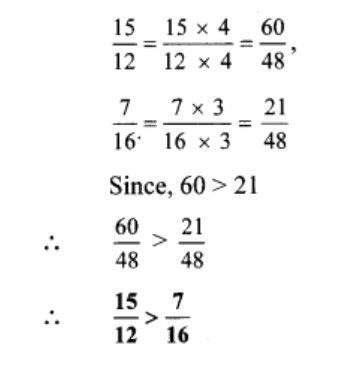 15/12 = 15 × 4/12 × 4 = 60/48,
7/16. = 7 × 3/16 × 3 = 21/48
Since, 60 > 21
∴ 60/48 > 21/48
∴ 15/12 > 7/16